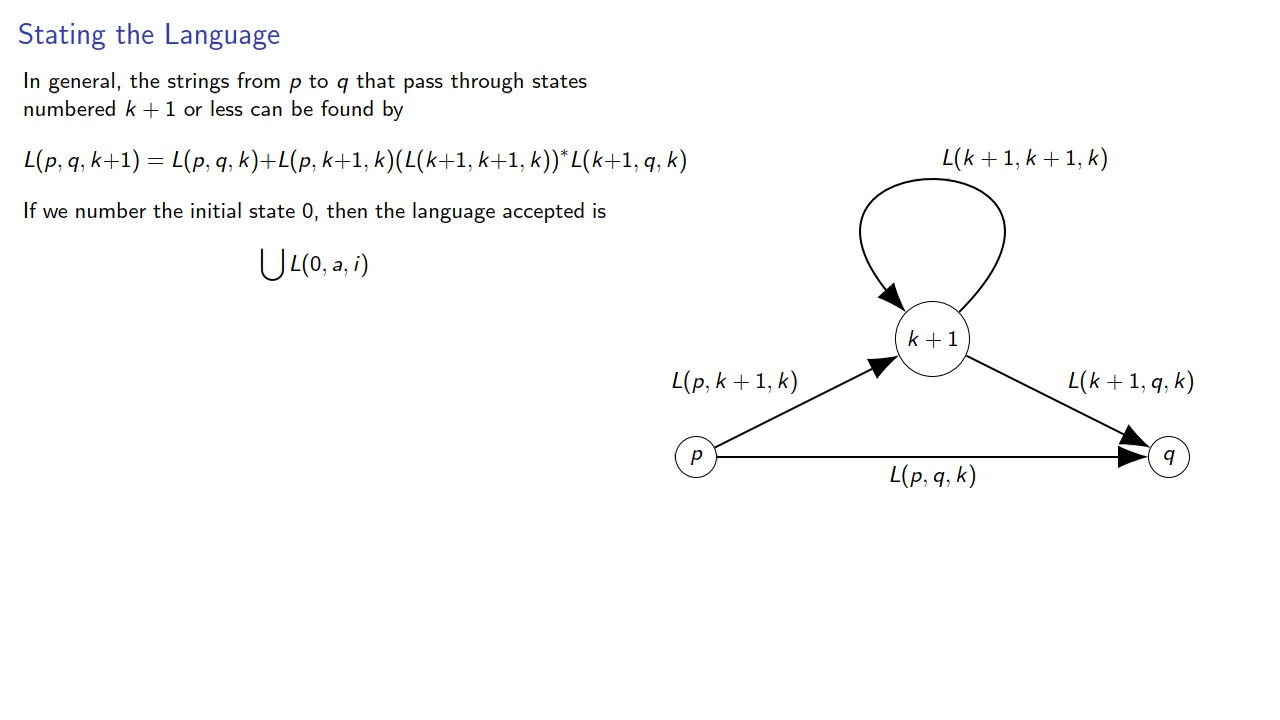 Stating the Language
In general, the strings from p to q that pass through states
numbered k + 1 or less can be found by
L(p, q, k+1) = L(p, q, k)+L(p, k+1, k)(L(k+1, k+1, k))*L(k+1, q, k)
If we number the initial state 0, then the language accepted is
⋃ L(0, a, i)
L(k + 1, k + 1, k)
k + 1
L(p, k + 1, k)
L(k + 1, q, k)
p
q
L(p, q, k)